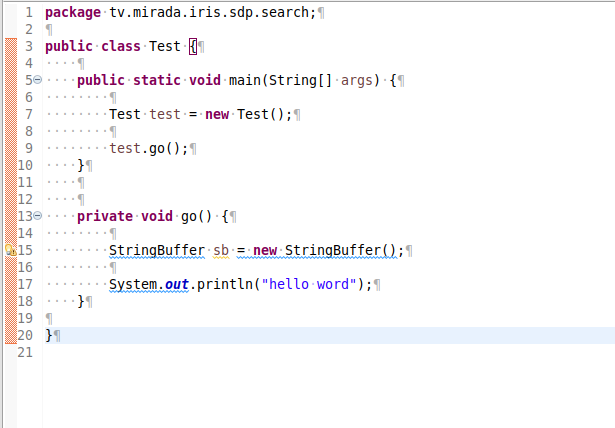 1 package tv.mirada.iris.sdp.search;¶
2 ¶
3 public class Test {¶
4 ····¶
5 ····public static void main(String[] args) {¶
6 ········¶
7 ········Test test = new Test();¶
8 ········¶
9 ········test.go();¶
10 ····}¶
11 ····¶
12 ····¶
13 ····private void go() {¶
14 ········¶
15 ········StringBuffer sb = new StringBuffer();¶
16 ········¶
17 ········System.out.println("hello word");¶
18 ····}¶
19 ¶
20 }¶
21